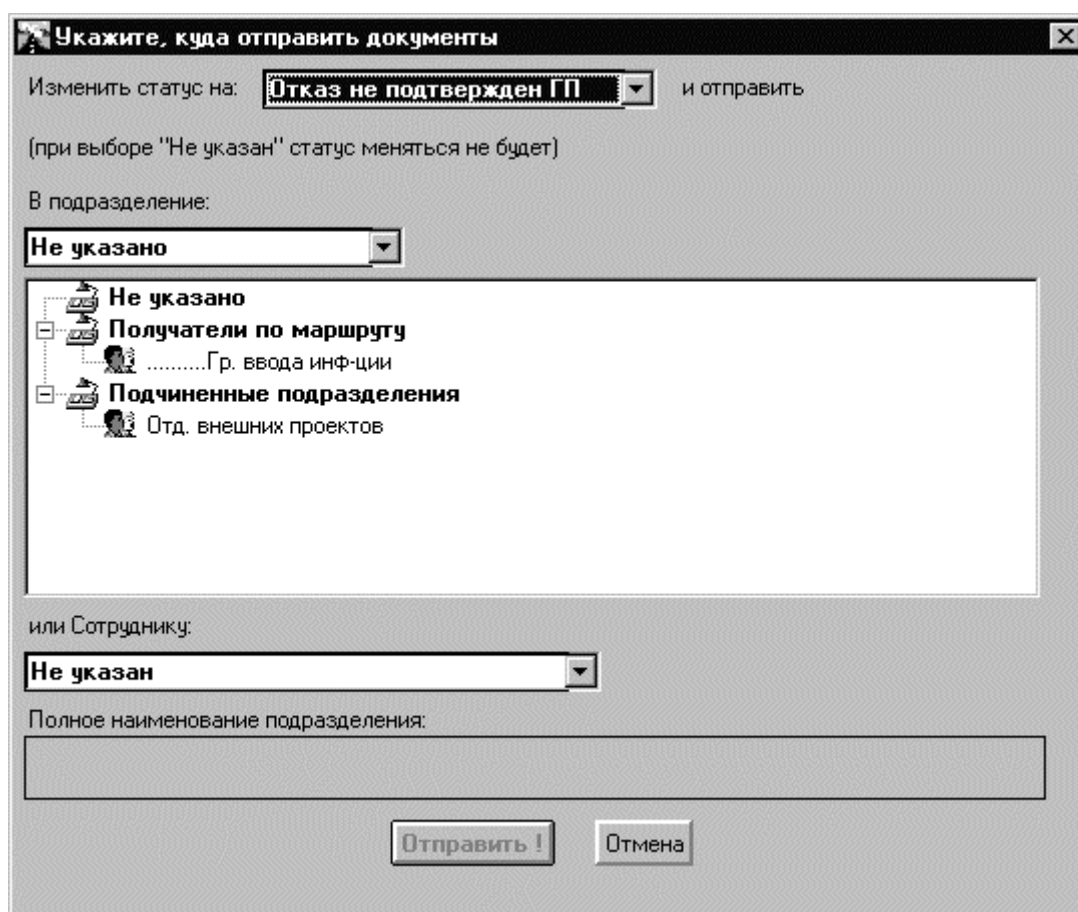 Укажите, куда отправить документы
Изменить статус на: Отказ не подтвержден ГП и отправить
(при выборе "Не указан" статус меняться не будет)
В подразделение:
Не указано
Не указано
Получатели по маршруту
..........Гр. ввода инф-ции
Подчиненные подразделения
Отд. внешних проектов
или Сотруднику:
Не указан
Полное наименование подразделения:
Отправить ! Отмена